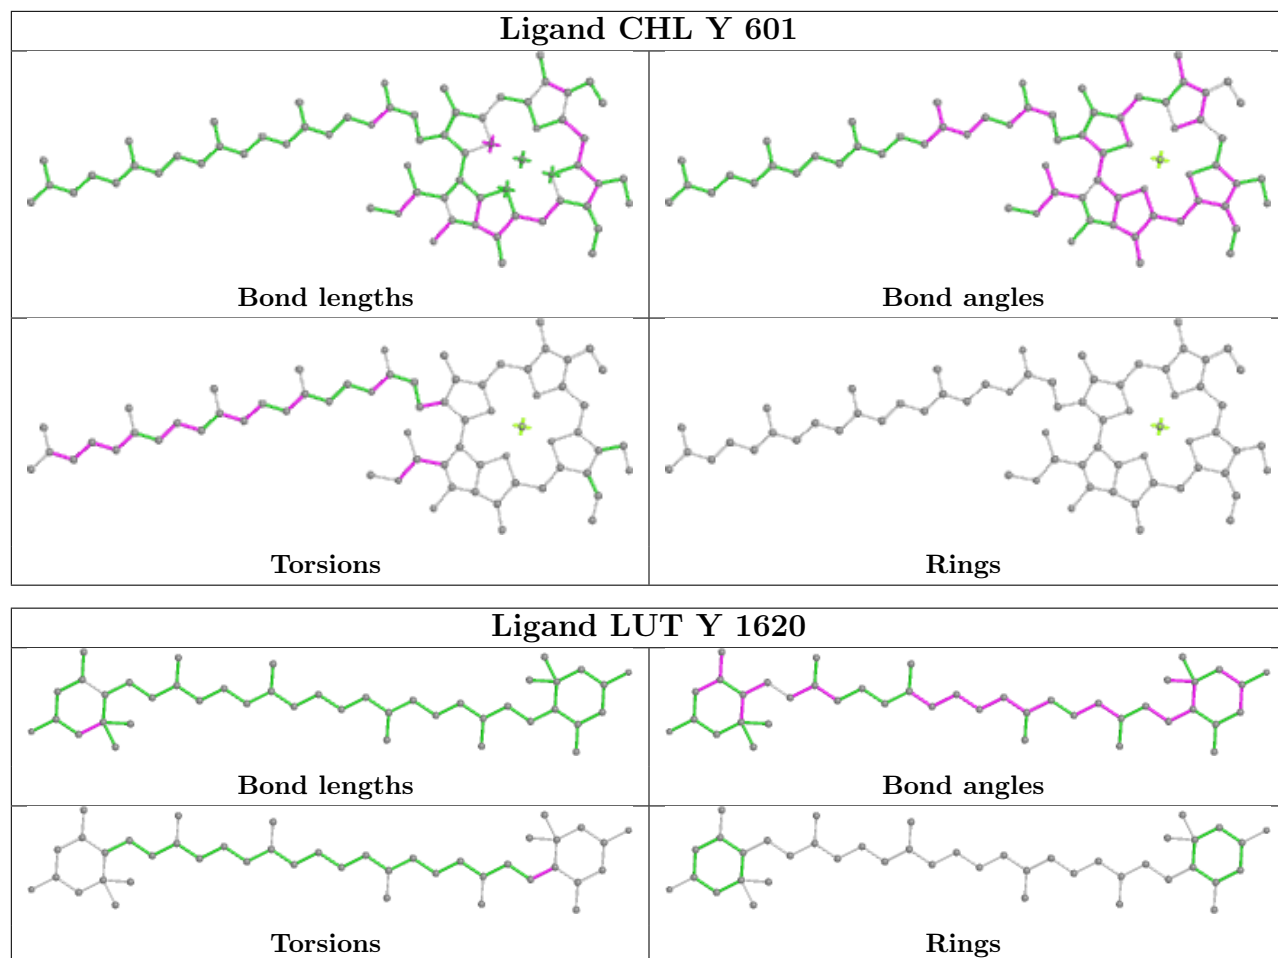 Ligand CHL Y 601
Bond lengths
Bond angles
Torsions
Rings
Ligand LUT Y 1620
Bond lengths
Bond angles
Torsions
Rings